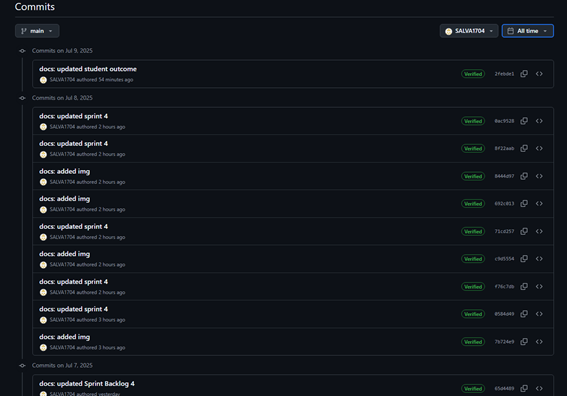 Commits
main
SALVA1704
All time
Commits on Jul 9, 2025
docs: updated student outcome
SALVA1704 authored 54 minutes ago
Verified
2febde1
Commits on Jul 8, 2025
docs: updated sprint 4
SALVA1704 authored 2 hours ago
Verified
0ac9528
docs: updated sprint 4
SALVA1704 authored 2 hours ago
Verified
8f22aab
docs: added img
SALVA1704 authored 2 hours ago
Verified
8444d97
docs: added img
SALVA1704 authored 2 hours ago
Verified
692c013
docs: updated sprint 4
SALVA1704 authored 2 hours ago
Verified
71cd257
docs: added img
SALVA1704 authored 2 hours ago
Verified
c9d5554
docs: updated sprint 4
SALVA1704 authored 2 hours ago
Verified
f76c7db
docs: updated sprint 4
SALVA1704 authored 3 hours ago
Verified
0584d49
docs: added img
SALVA1704 authored 3 hours ago
Verified
7b724e9
Commits on Jul 7, 2025
docs: updated Sprint Backlog 4
SALVA1704 authored yesterday
Verified
65d4489